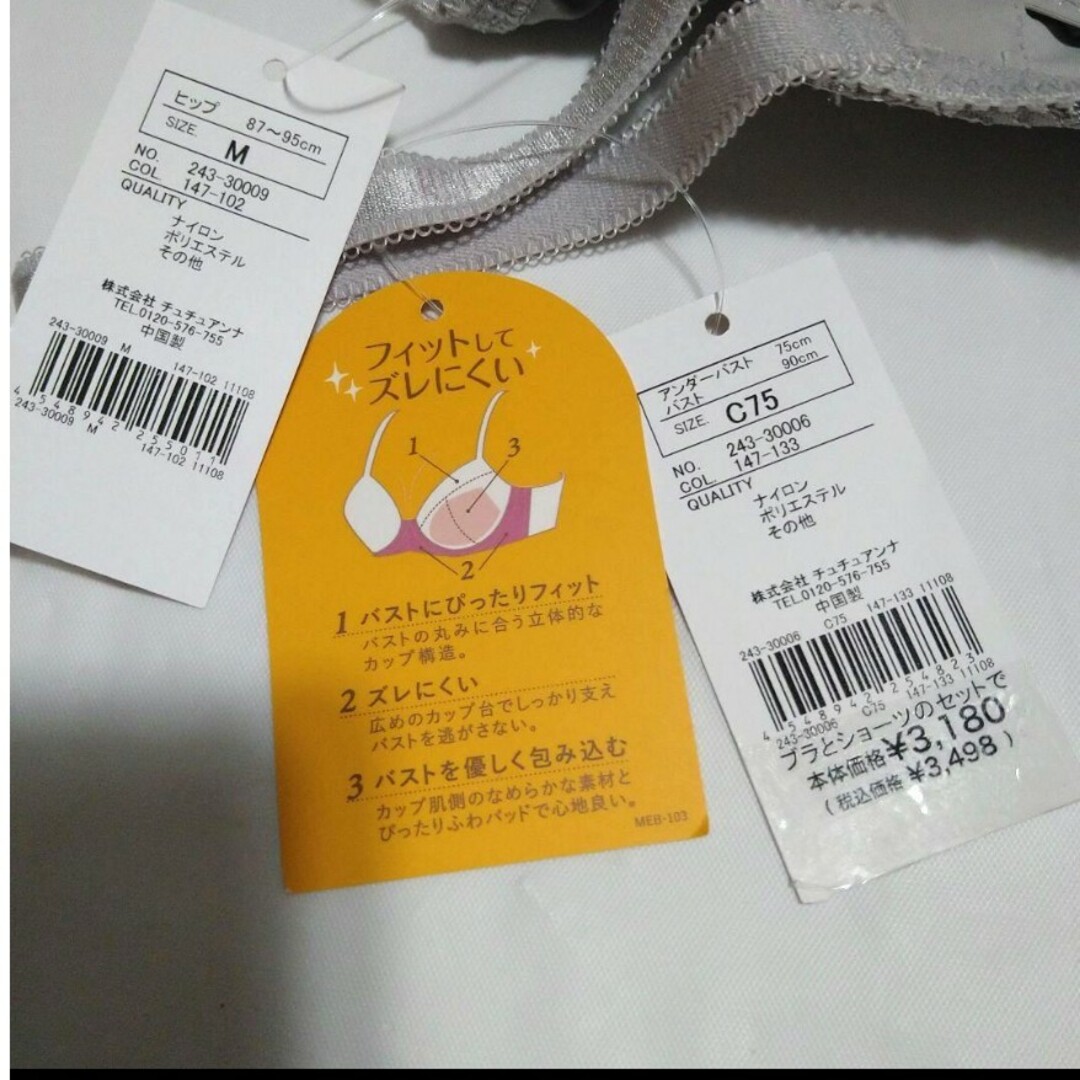 ヒップ 87～95cm
SIZE. M
NO. 243-30009
COL 147-102
QUALITY
ナイロン
ポリエステル
その他
株式会社 チュチュアンナ
TEL.0120-576-755
中国製
243-30009 M 147-102 11108
4 548942 255011
243-30009 M 147-102 11108
フィットして
ズレにくい
1 3
2
1 バストにぴったりフィット
バストの丸みに合う立体的な
カップ構造。
2 ズレにくい
広めのカップ台でしっかり支え
バストを逃がさない。
3 バストを優しく包み込む
カップ肌側のなめらかな素材と
ぴったりふわパッドで心地良い。
MEB-103
アンダーバスト 75cm
バスト 90cm
SIZE. C75
NO. 243-30006
COL. 147-133
QUALITY
ナイロン
ポリエステル
その他
株式会社 チュチュアンナ
TEL.0120-576-755
中国製
243-30006 C75 147-133 11108
4 548942 254823
243-30006 C75 147-133 11108
ブラとショーツのセットで
本体価格 ¥3,180
(税込価格 ¥3,498)